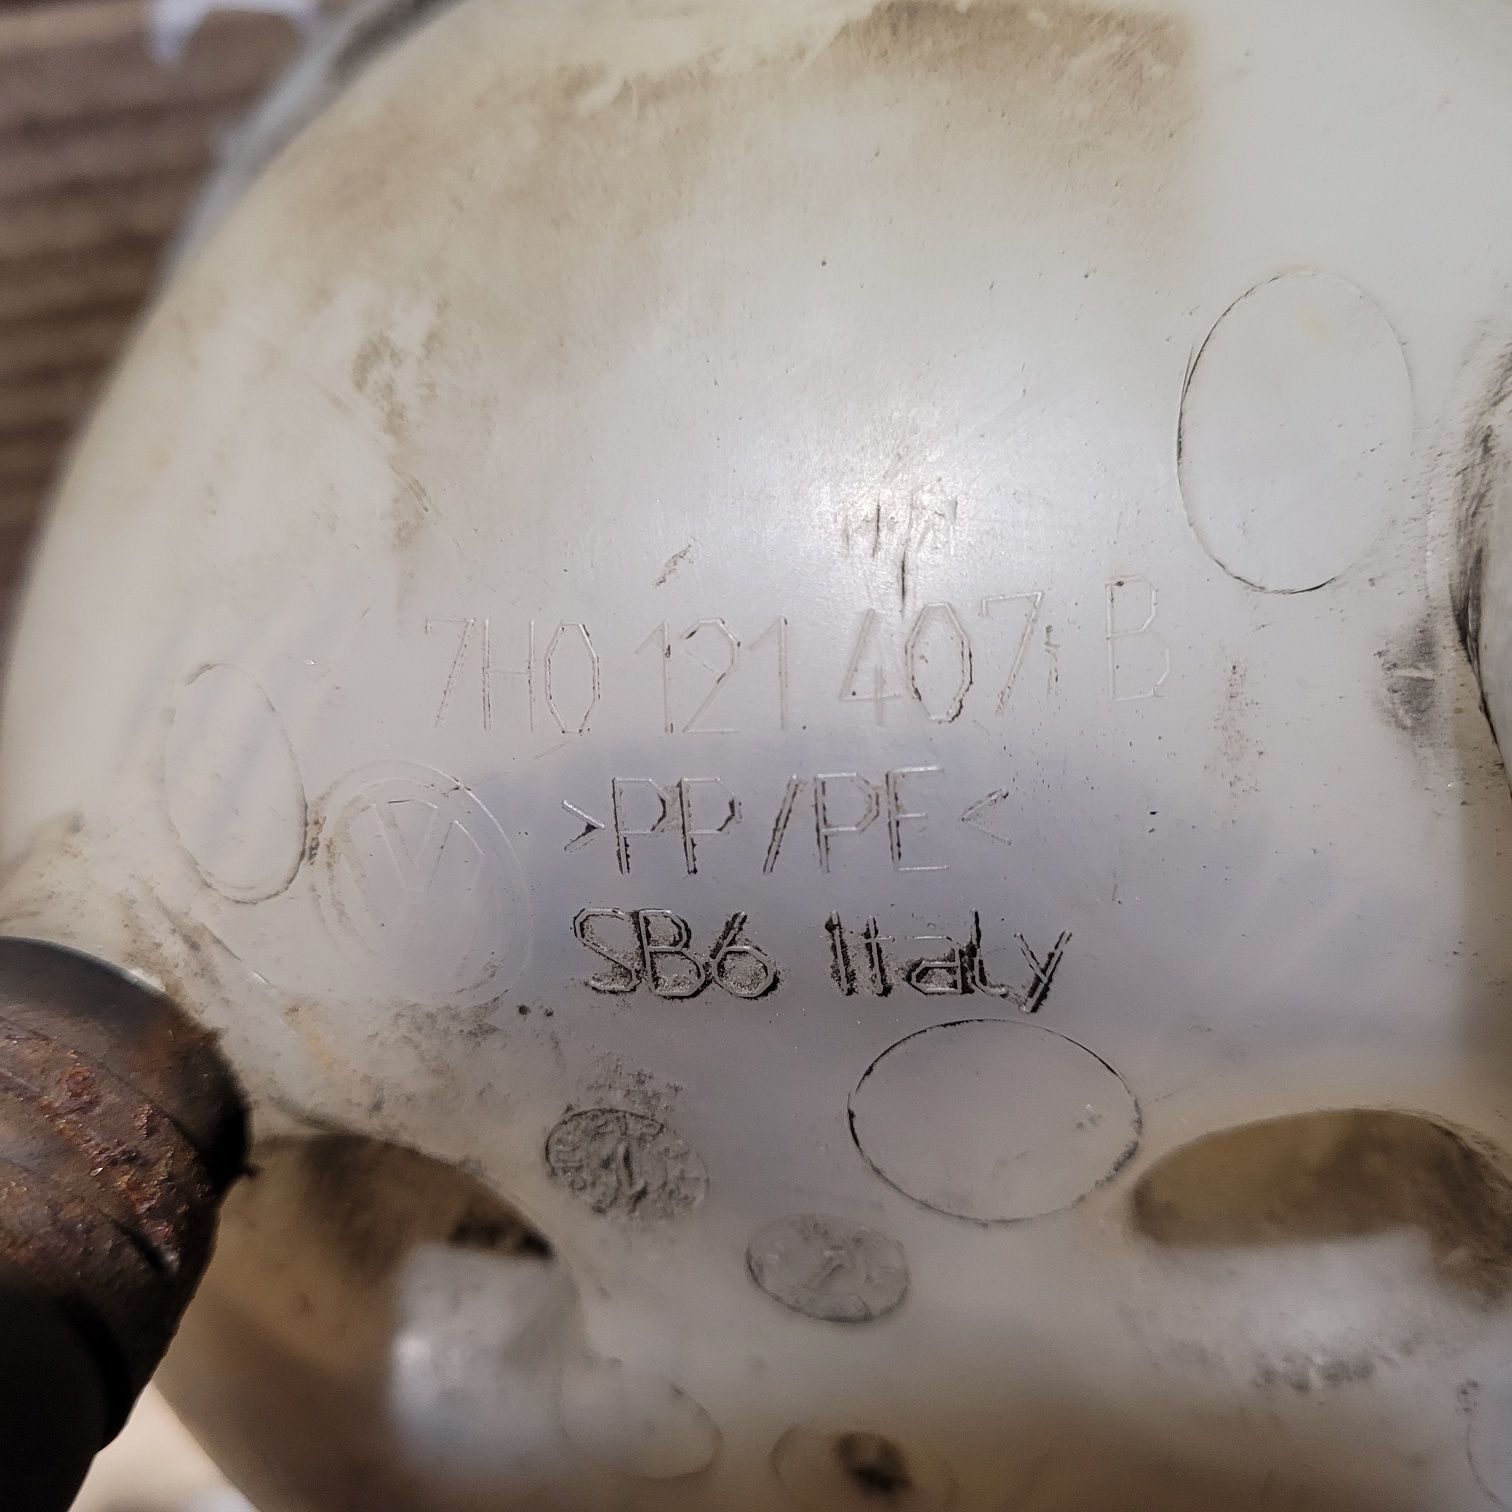 7H0 121 407 B
>PP/PE<
SB6 Italy